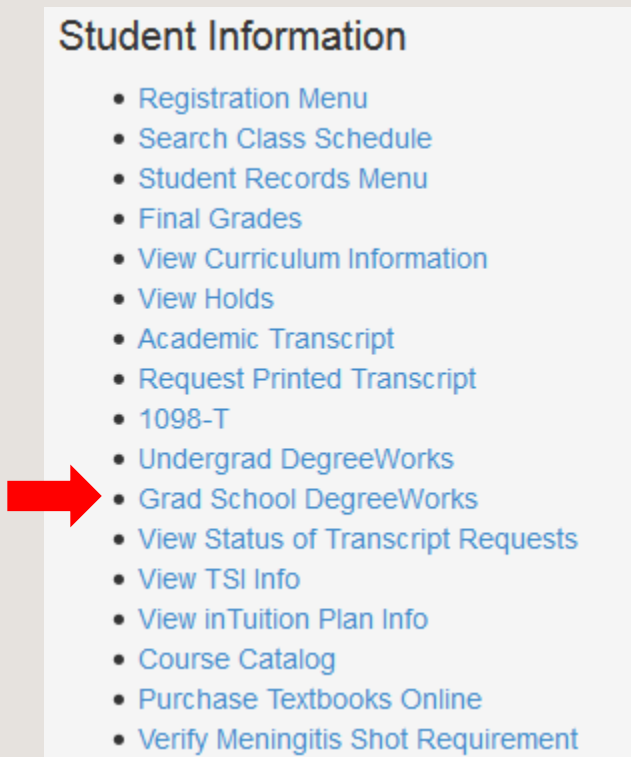 Student Information
Registration Menu
Search Class Schedule
Student Records Menu
Final Grades
View Curriculum Information
View Holds
Academic Transcript
Request Printed Transcript
1098-T
Undergrad DegreeWorks
Grad School DegreeWorks
View Status of Transcript Requests
View TSI Info
View inTuition Plan Info
Course Catalog
Purchase Textbooks Online
Verify Meningitis Shot Requirement